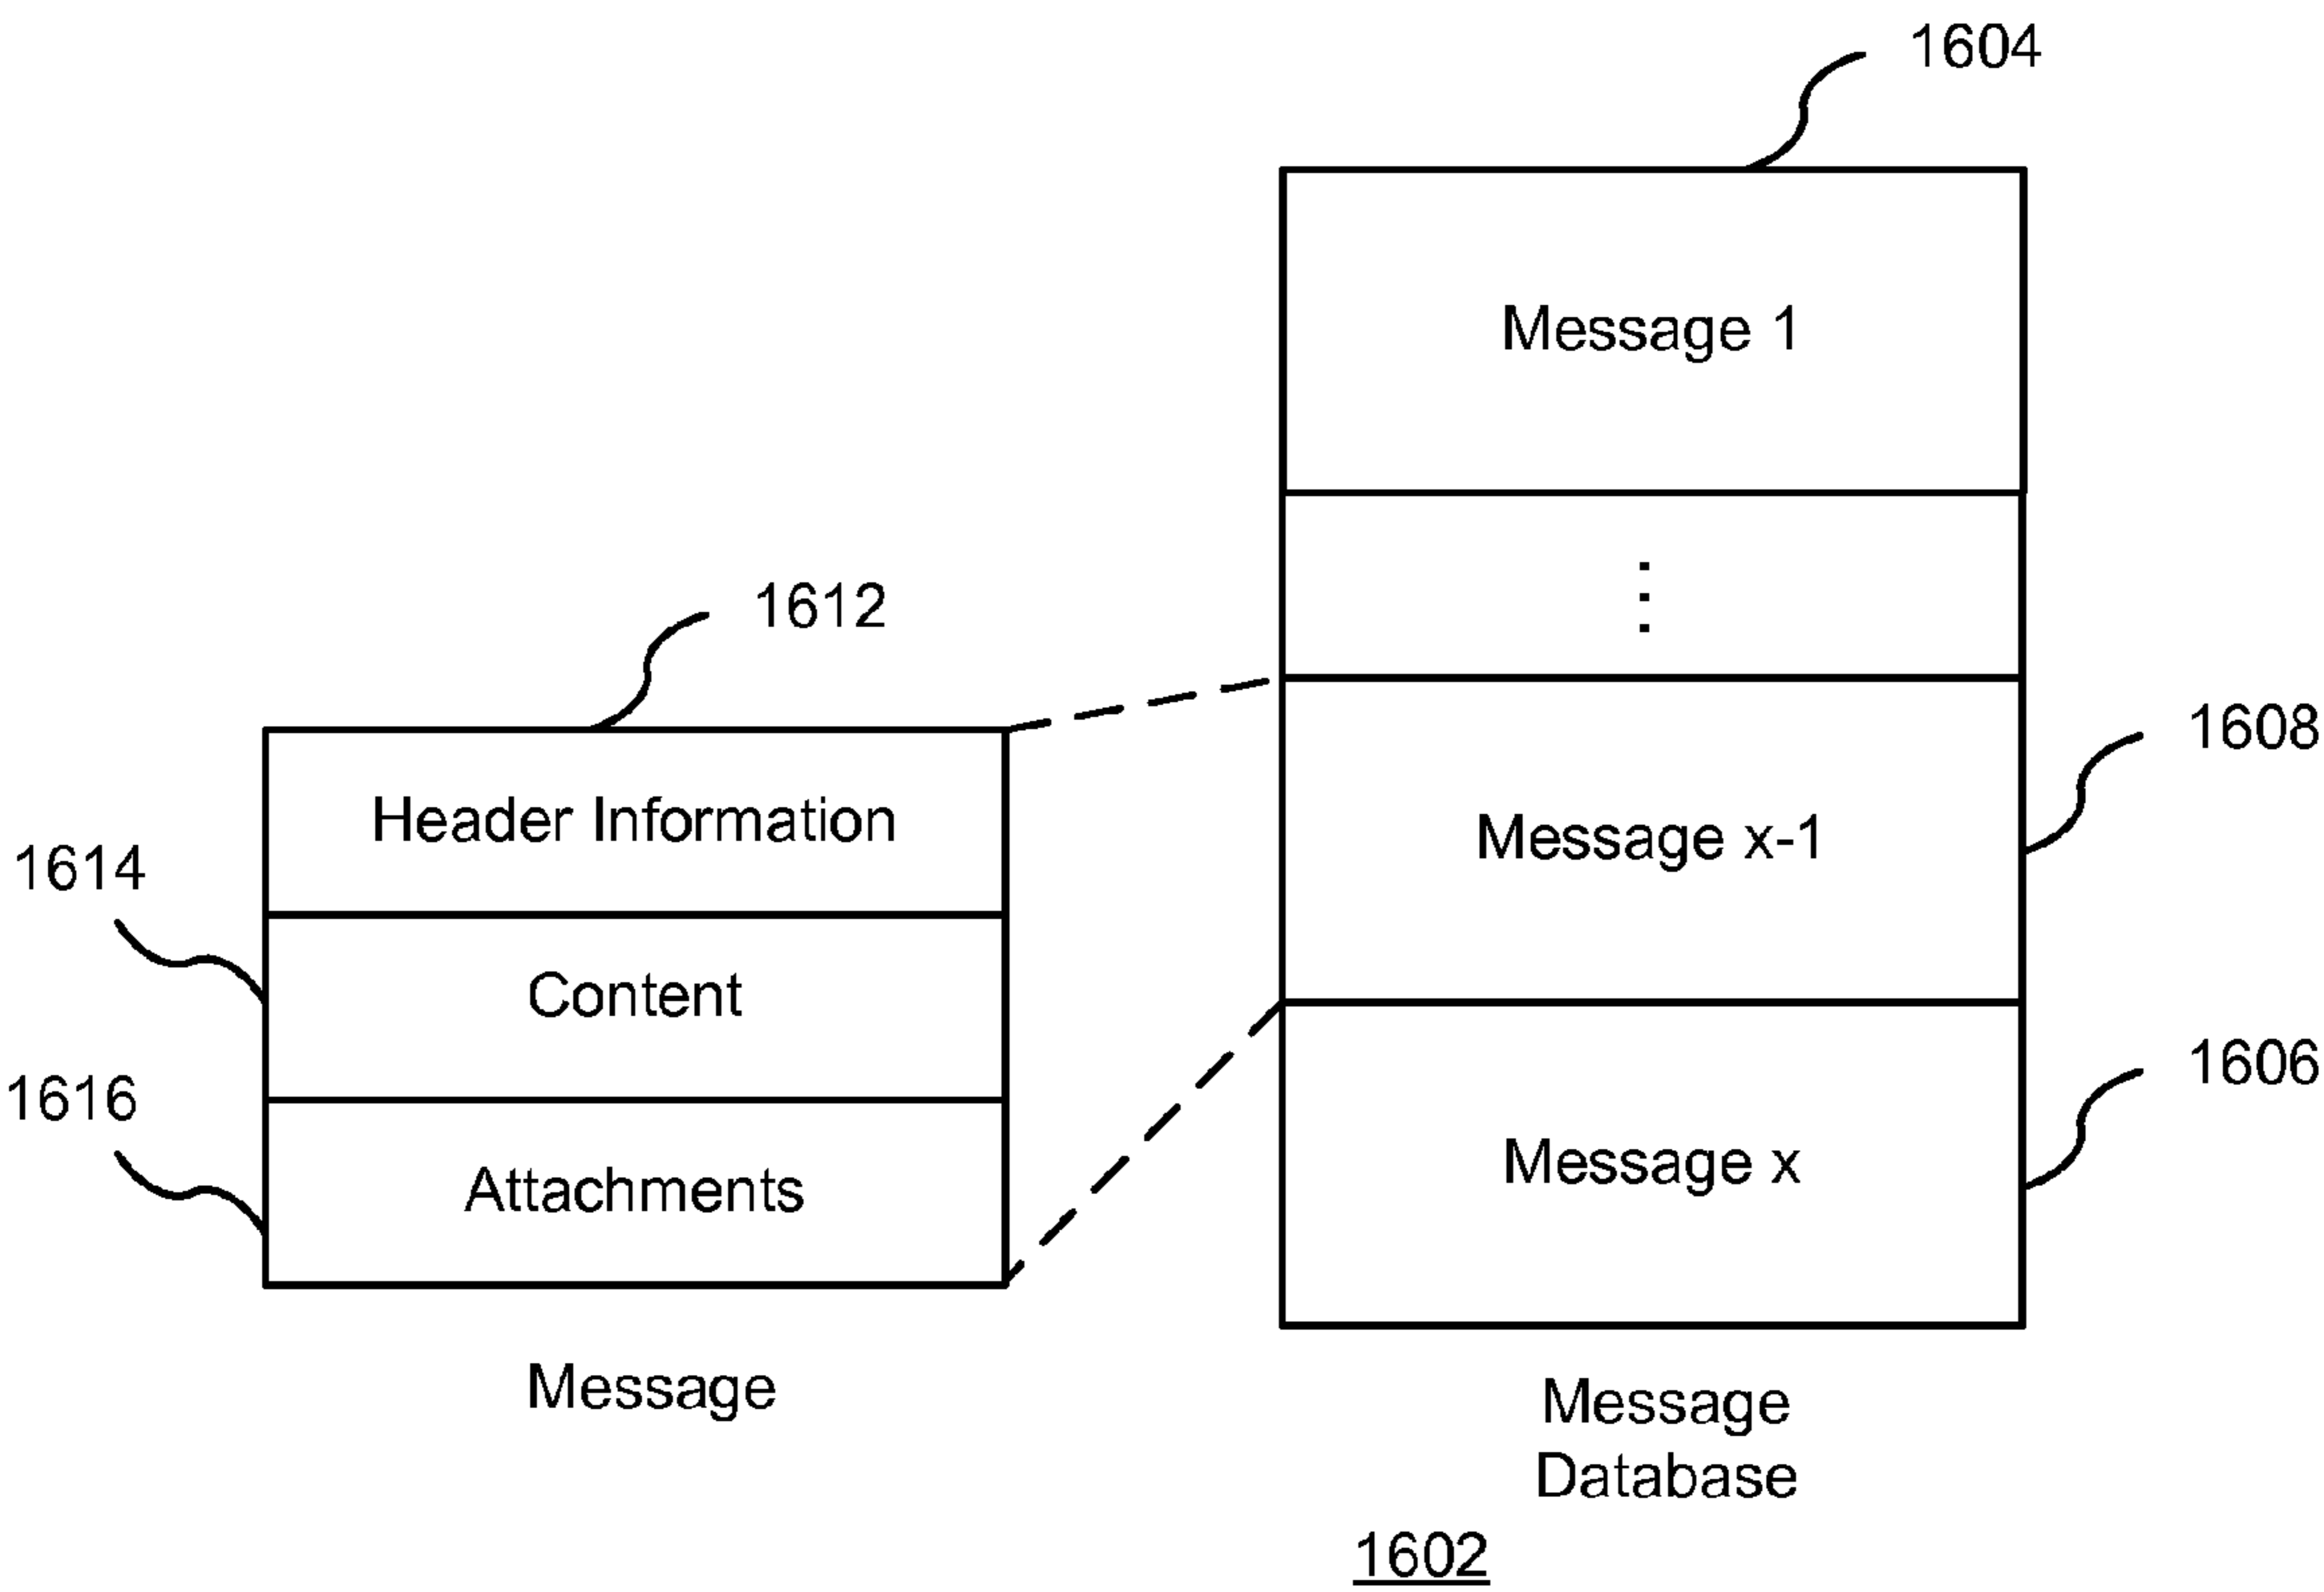 1604
Message 1
⋮
1612
1608
Header Information
Message x-1
1614
Content
1606
1616
Message x
Attachments
Message
Message
Database
1602